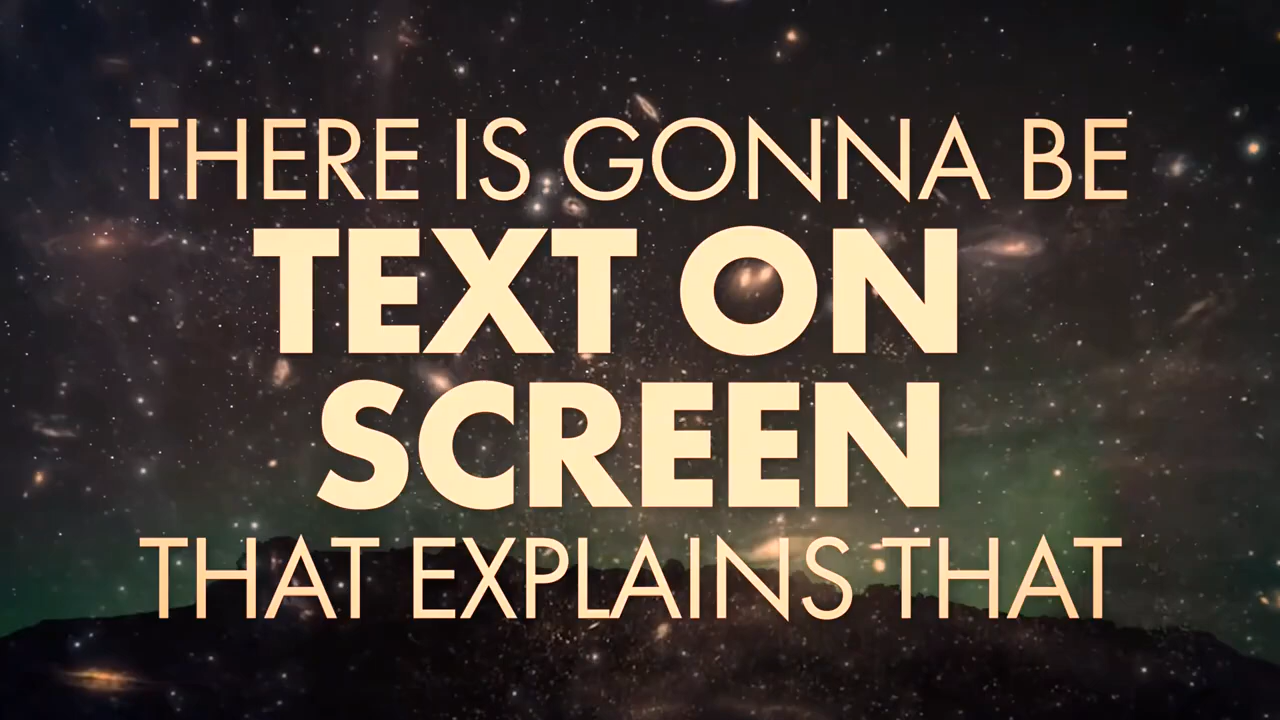 THERE IS GONNA BE
TEXT ON
SCREEN
THAT EXPLAINS THAT